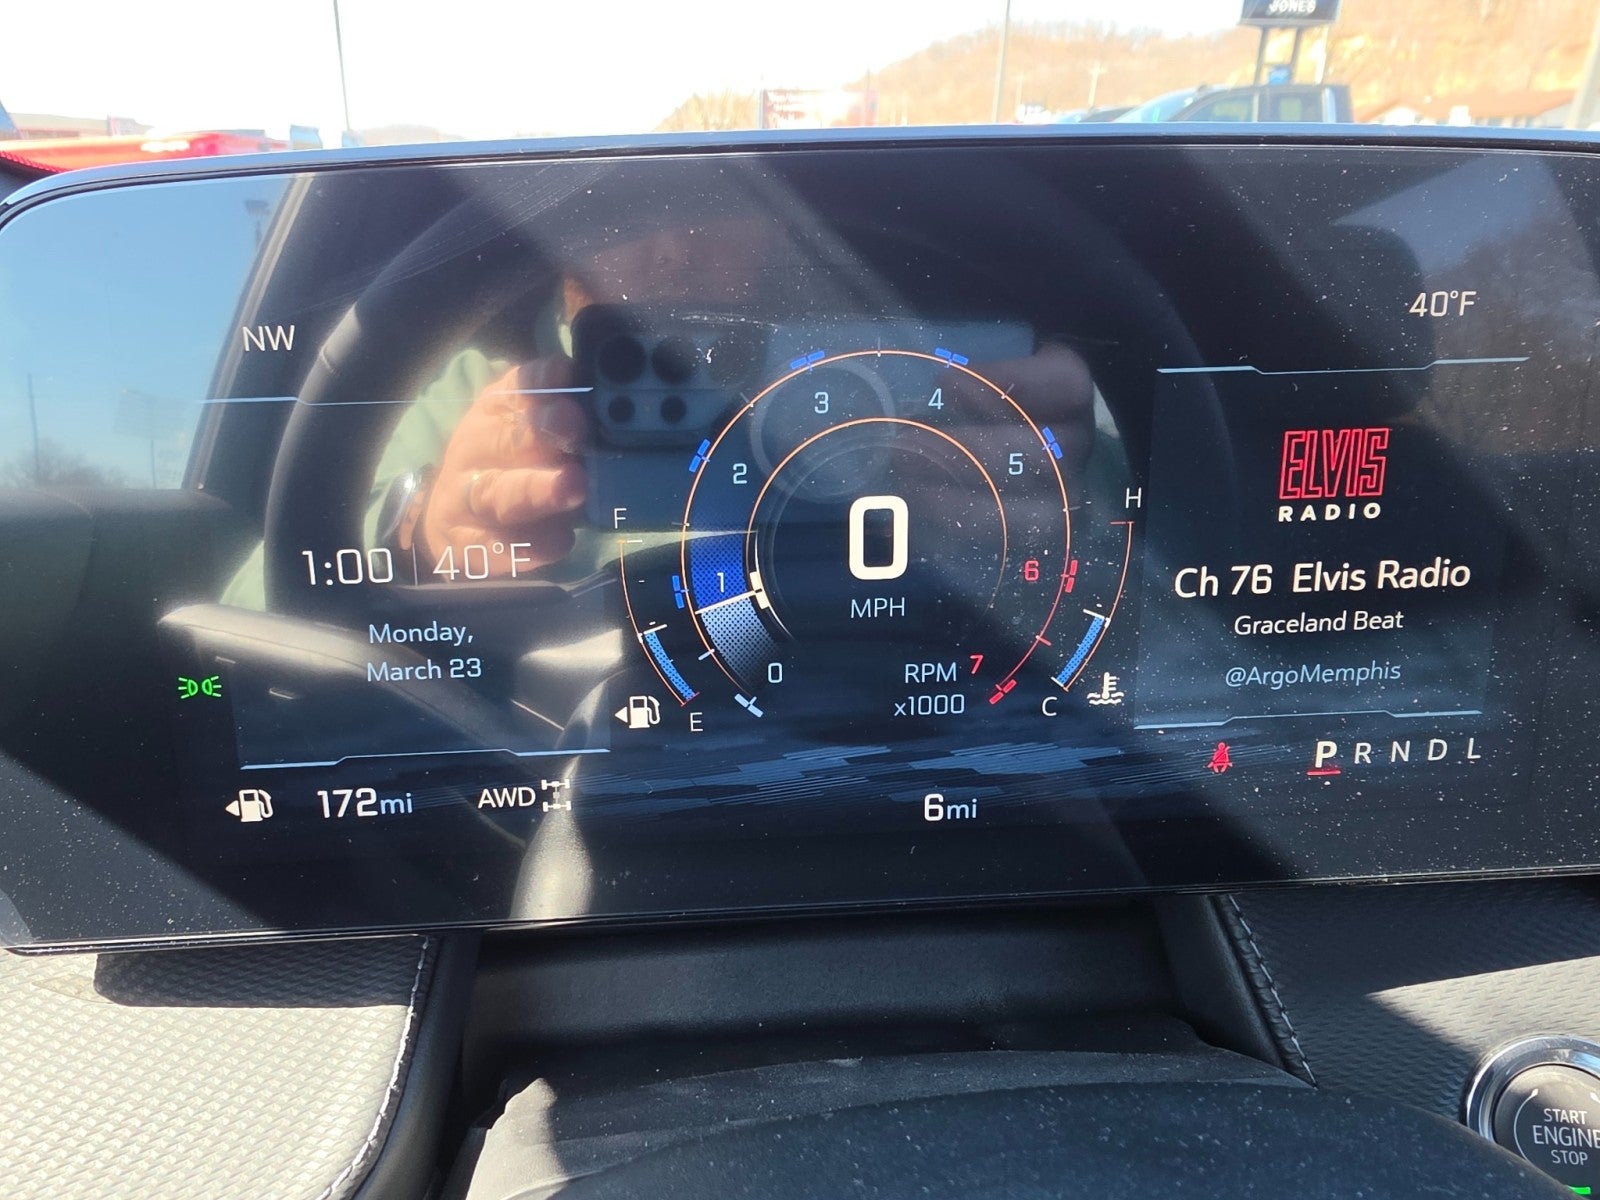 JONES
NW
40°F
1:00 40°F
Monday,
March 23
3
4
2
5
1
6
0
7
0
MPH
RPM
x1000
F
E
H
C
ELVIS
RADIO
Ch 76 Elvis Radio
Graceland Beat
@ArgoMemphis
P R N D L
172mi
AWD
6mi
START
ENGINE
STOP